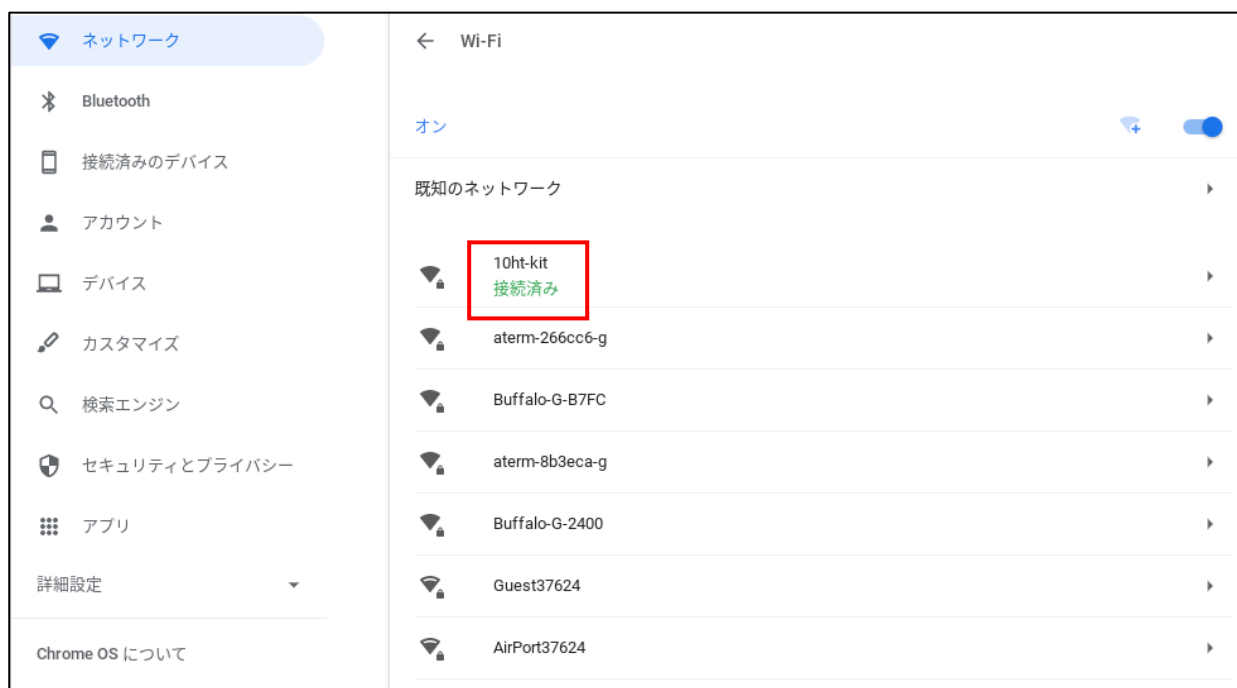 ネットワーク
Bluetooth
接続済みのデバイス
アカウント
デバイス
カスタマイズ
検索エンジン
セキュリティとプライバシー
アプリ
詳細設定
Chrome OS について
Wi-Fi
オン
既知のネットワーク
10ht-kit
接続済み
aterm-266cc6-g
Buffalo-G-B7FC
aterm-8b3eca-g
Buffalo-G-2400
Guest37624
AirPort37624